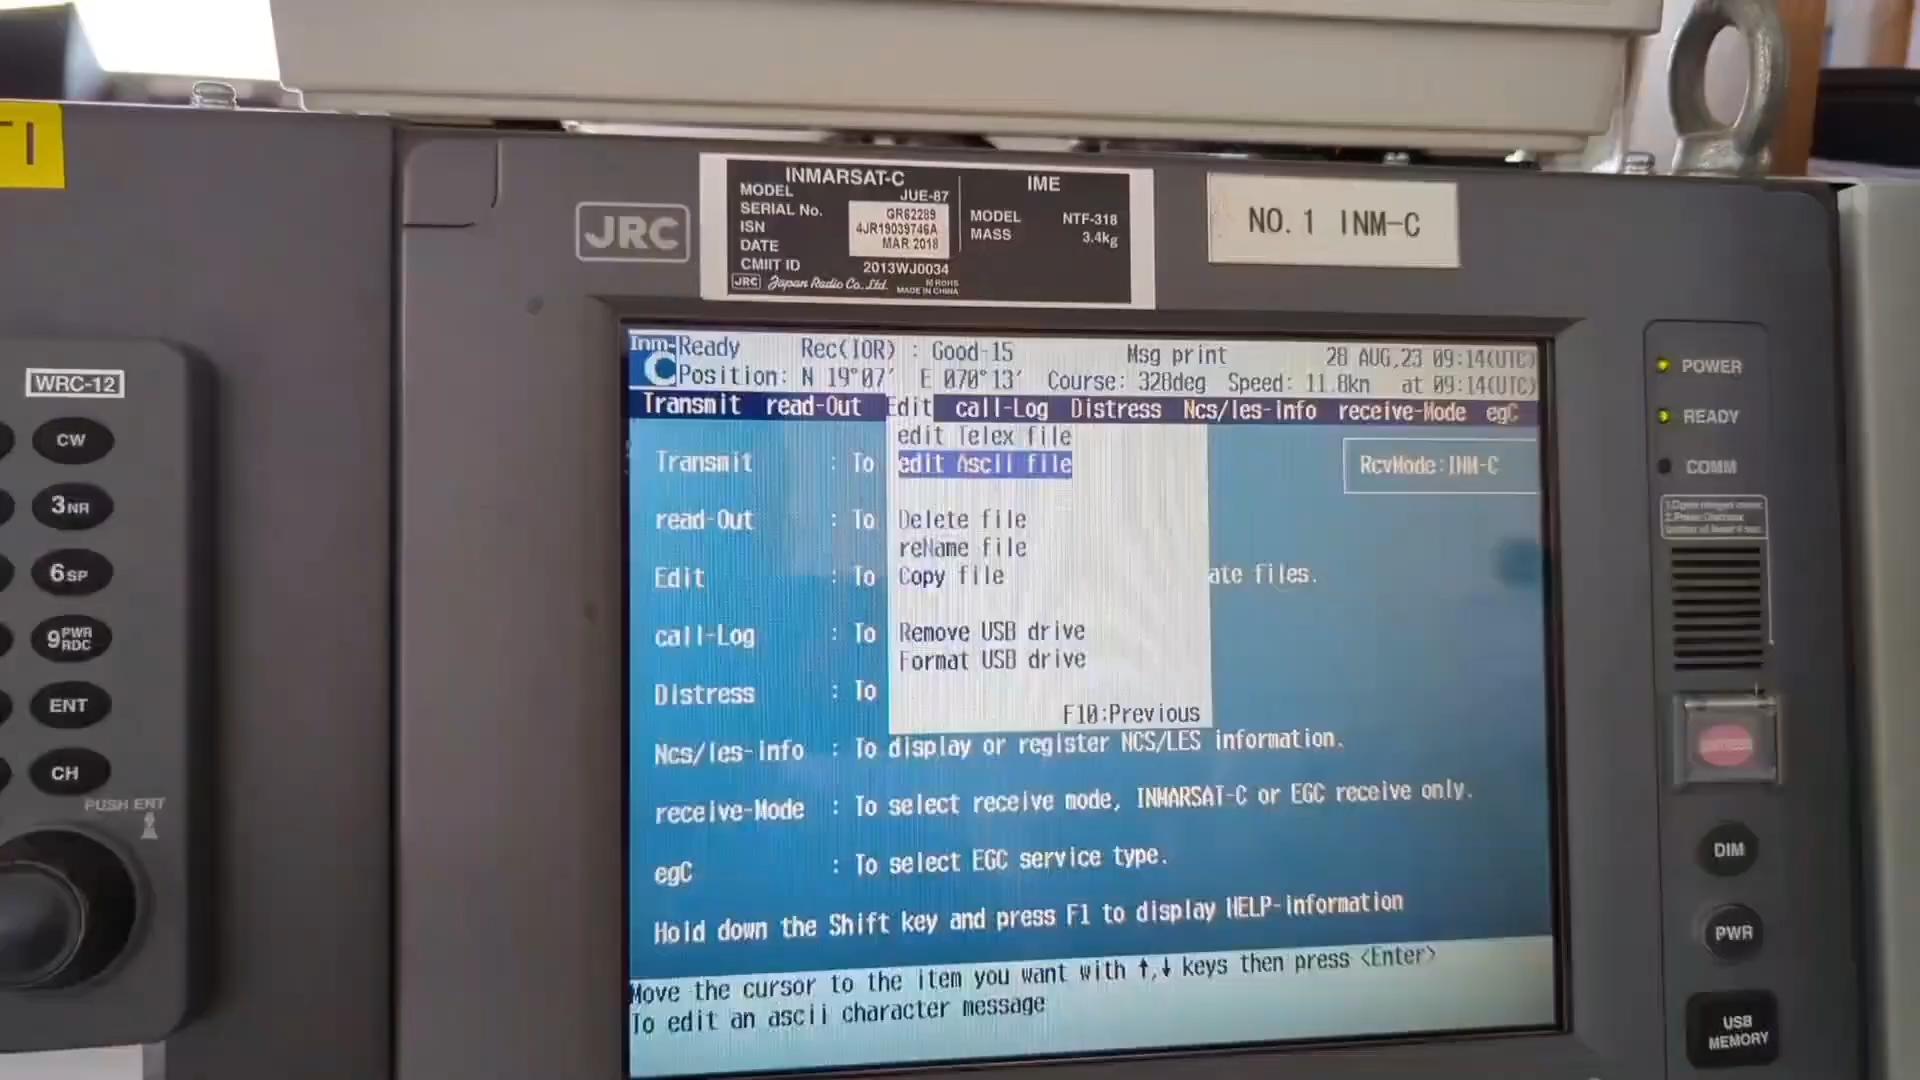 WRC-12
CW
3NR
6SP
9PWR RDC
ENT
CH
PUSH ENT
JRC
INMARSAT-C
MODEL JUE-87
SERIAL No. GR62289
ISN 4JR19039746A
DATE MAR 2018
CMIIT ID 2013WJ0034
JRC Japan Radio Co., Ltd. MADE IN CHINA
IME
MODEL NTF-318
MASS 3.4kg
NO.1 INM-C
Inm-C Ready Rec(IOR) : Good-15 Msg print 28 AUG,23 09:14(UTC)
Position: N 19°07' E 070°13' Course: 328deg Speed: 11.8kn at 09:14(UTC)
Transmit read-Out Edit call-Log Distress Ncs/les-info receive-Mode egC
edit Telex file
edit Ascii file
Delete file
reName file
Copy file
Remove USB drive
Format USB drive
F10:Previous
RcvMode:INM-C
Transmit : To
read-Out : To
Edit : To ate files.
call-Log : To
Distress : To
Ncs/les-info : To display or register NCS/LES information.
receive-Mode : To select receive mode, INMARSAT-C or EGC receive only.
egC : To select EGC service type.
Hold down the Shift key and press F1 to display HELP-information
Move the cursor to the item you want with ↑,↓ keys then press <Enter>
To edit an ascii character message
POWER
READY
COMM
DIM
PWR
USB MEMORY